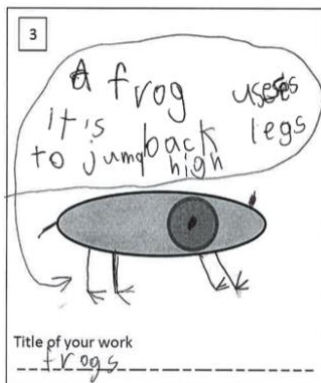 3
A frog uses
it's back legs
to jump high
Title of your work
frogs